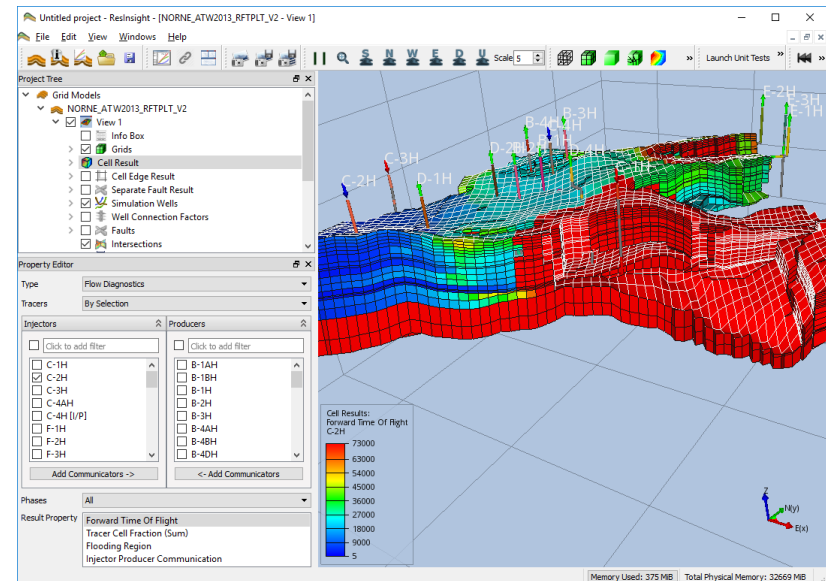 Untitled project - ResInsight - [NORNE_ATW2013_RFTPLT_V2 - View 1]
File Edit View Windows Help
S N W E D U Scale 5 » Launch Unit Tests » »
Project Tree
Grid Models
NORNE_ATW2013_RFTPLT_V2
View 1
Info Box
Grids
Cell Result
Cell Edge Result
Separate Fault Result
Simulation Wells
Well Connection Factors
Faults
Intersections
Property Editor
Type Flow Diagnostics
Tracers By Selection
Injectors Producers
Click to add filter Click to add filter
C-1H B-1AH
C-2H B-1BH
C-3H B-1H
C-4AH B-2H
C-4H [I/P] B-3H
F-1H B-4AH
F-2H B-4BH
F-3H B-4DH
Add Communicators -> <- Add Communicators
Phases All
Result Property Forward Time Of Flight
Tracer Cell Fraction (Sum)
Flooding Region
Injector Producer Communication
E-2H
E-3H
E-1H
B-3H
B-4H
C-3H
D-1H
C-2H
Cell Results:
Forward Time Of Flight
C-2H
73000
63000
54000
45000
36000
27000
18000
9000
5
Z
N(y)
E(x)
Memory Used: 375 MiB Total Physical Memory: 32669 MiB